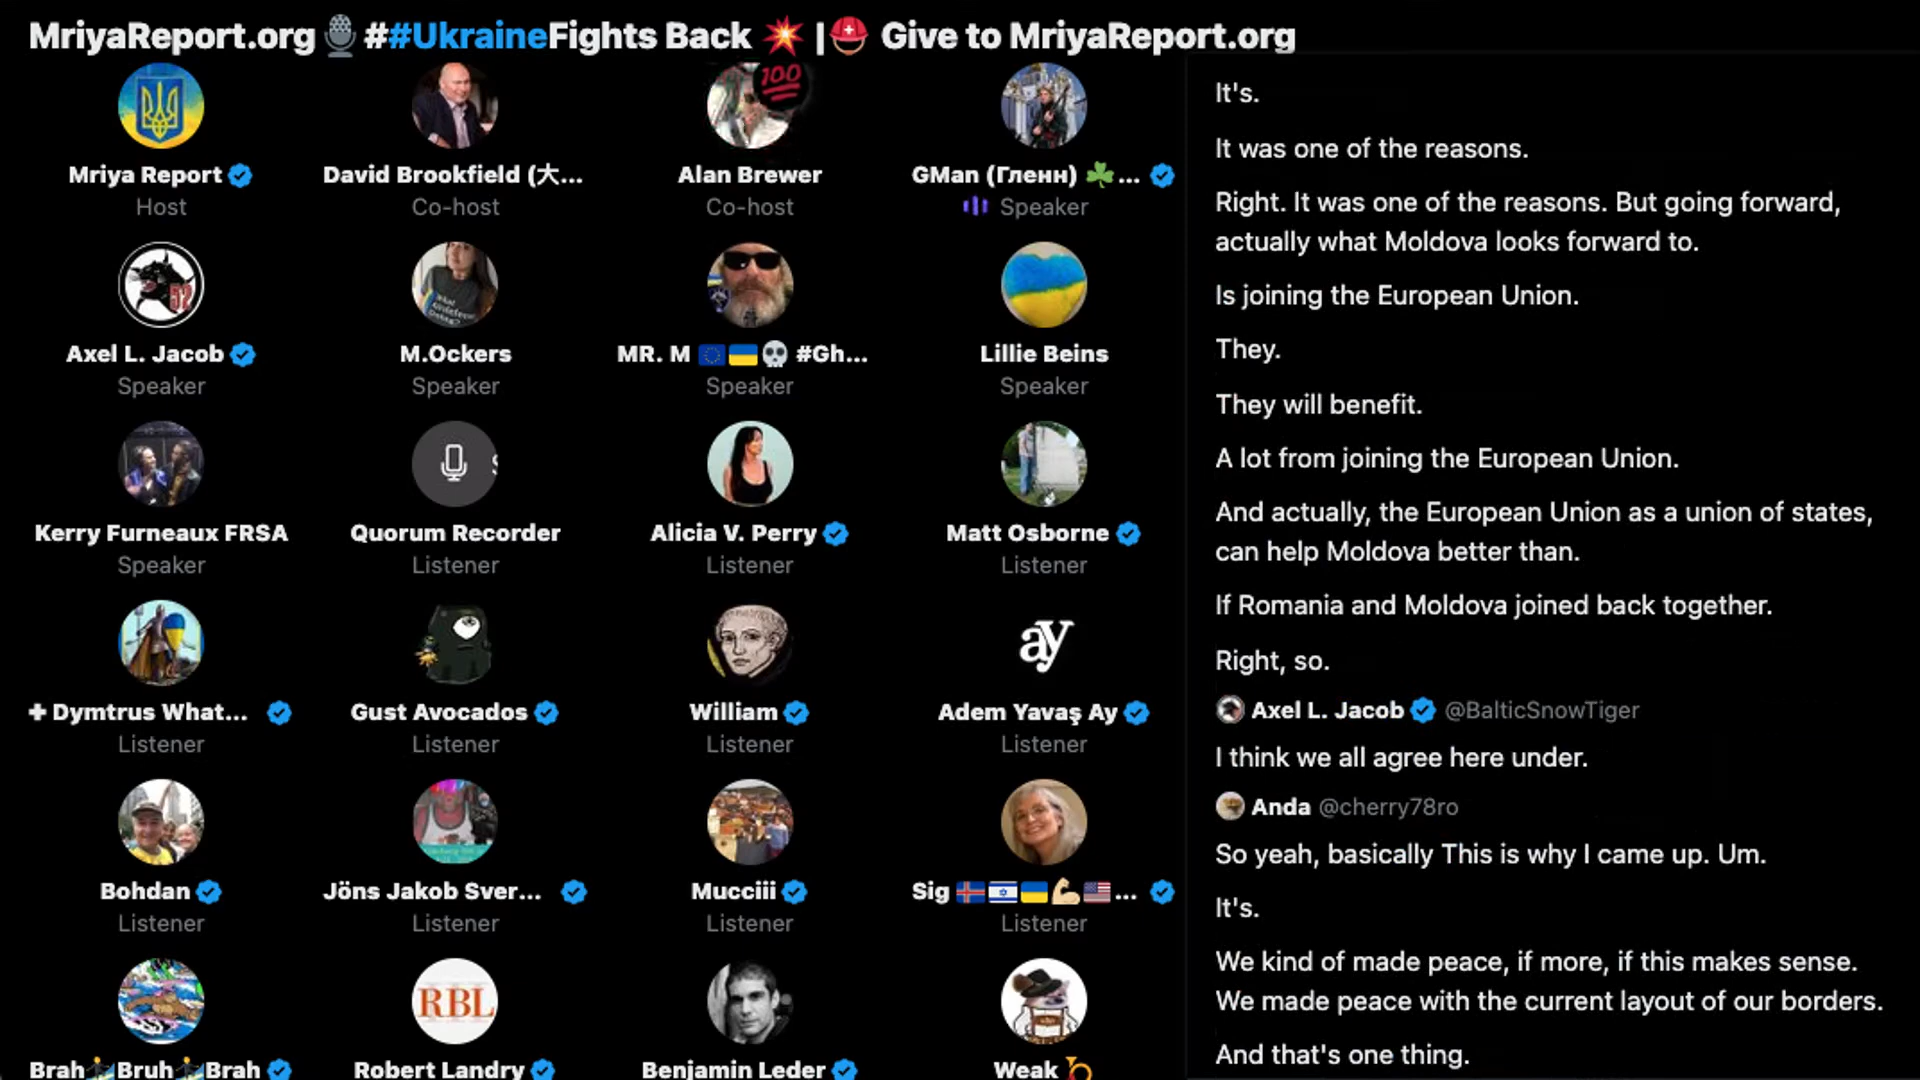 MriyaReport.org🎙️##UkraineFights Back 💥 |⛑️ Give to MriyaReport.org
100
Mriya Report
Host
David Brookfield (大...
Co-host
Alan Brewer
Co-host
GMan (Гленн) ☘️...
Speaker
52
Axel L. Jacob
Speaker
M.Ockers
Speaker
MR. M 🇪🇺🇺🇦💀 #Gh...
Speaker
Lillie Beins
Speaker
Kerry Furneaux FRSA
Speaker
Quorum Recorder
Listener
Alicia V. Perry
Listener
Matt Osborne
Listener
✚ Dymtrus What...
Listener
Gust Avocados
Listener
William
Listener
ay
Adem Yavaş Ay
Listener
Bohdan
Listener
Jöns Jakob Sver...
Listener
Mucciii
Listener
Sig 🇮🇸🇮🇱🇺🇦💪🏼🇺🇸...
Listener
Brah🏄Bruh🏄Brah
RBL
Robert Landry
Benjamin Leder
Weak 📯
It's.
It was one of the reasons.
Right. It was one of the reasons. But going forward,
actually what Moldova looks forward to.
Is joining the European Union.
They.
They will benefit.
A lot from joining the European Union.
And actually, the European Union as a union of states,
can help Moldova better than.
If Romania and Moldova joined back together.
Right, so.
Axel L. Jacob @BalticSnowTiger
I think we all agree here under.
Anda @cherry78ro
So yeah, basically This is why I came up. Um.
It's.
We kind of made peace, if more, if this makes sense.
We made peace with the current layout of our borders.
And that's one thing.